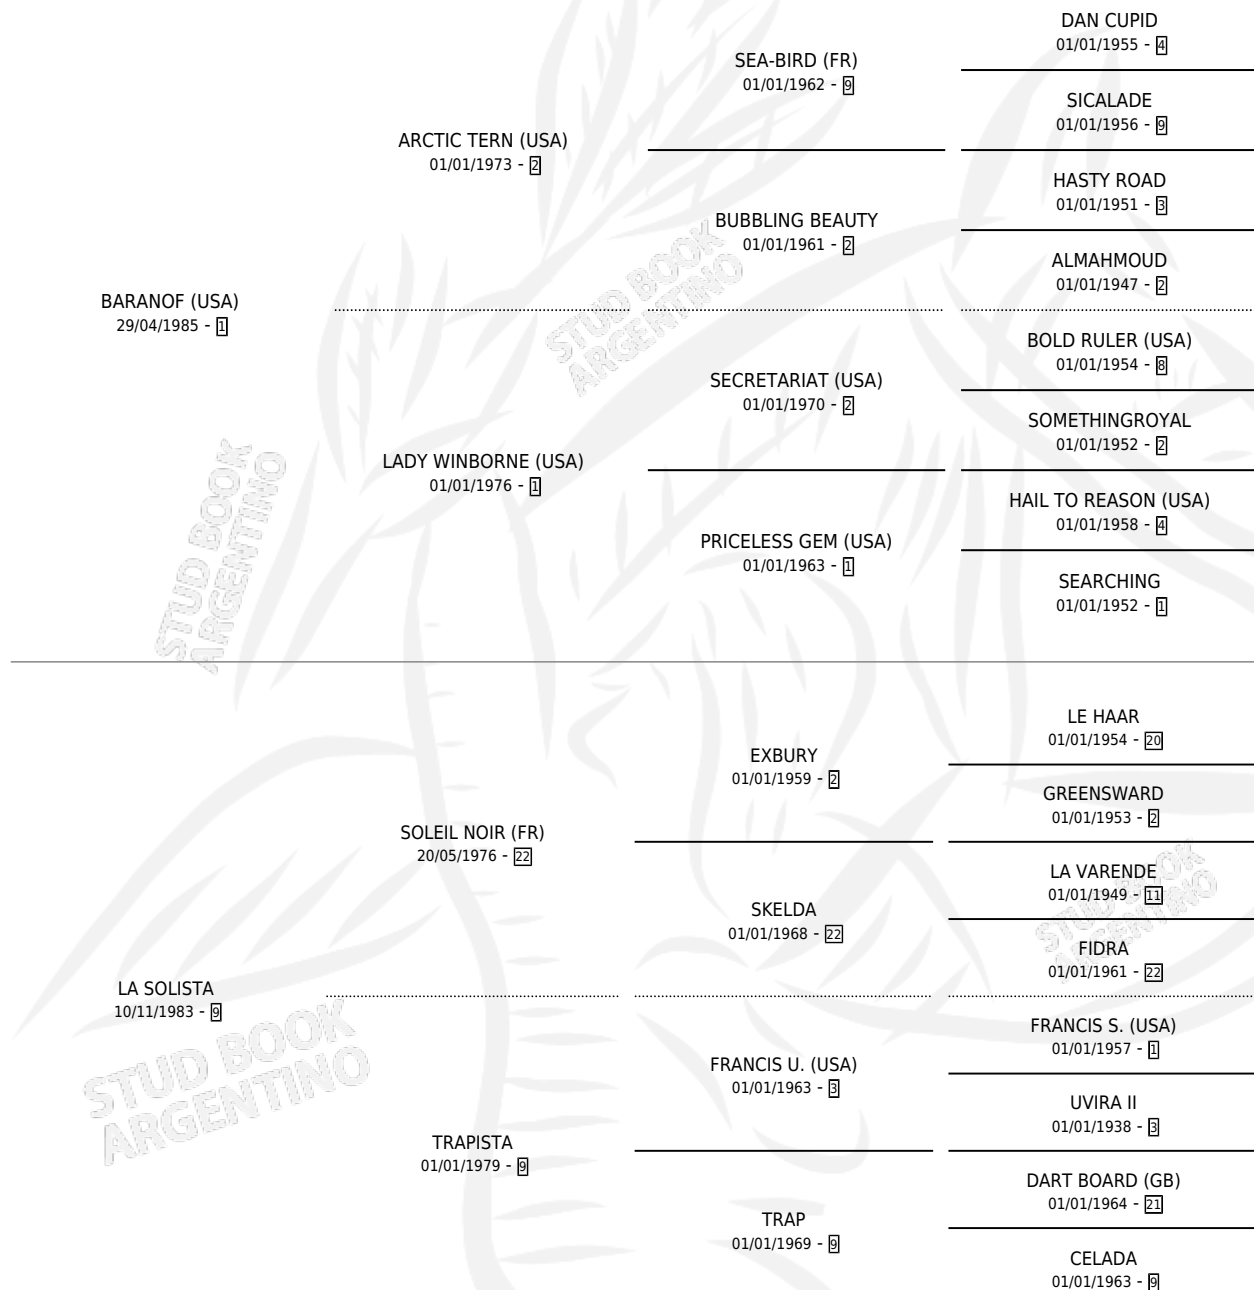 DAN CUPID
01/01/1955 - 4
SEA-BIRD (FR)
01/01/1962 - 9
SICALADE
01/01/1956 - 9
ARCTIC TERN (USA)
01/01/1973 - 2
HASTY ROAD
01/01/1951 - 3
BUBBLING BEAUTY
01/01/1961 - 2
ALMAHMOUD
01/01/1947 - 2
BARANOF (USA)
29/04/1985 - 1
BOLD RULER (USA)
01/01/1954 - 8
SECRETARIAT (USA)
01/01/1970 - 2
SOMETHINGROYAL
01/01/1952 - 2
LADY WINBORNE (USA)
01/01/1976 - 1
HAIL TO REASON (USA)
01/01/1958 - 4
PRICELESS GEM (USA)
01/01/1963 - 1
SEARCHING
01/01/1952 - 1
LE HAAR
01/01/1954 - 20
EXBURY
01/01/1959 - 2
GREENSWARD
01/01/1953 - 2
SOLEIL NOIR (FR)
20/05/1976 - 22
LA VARENDE
01/01/1949 - 11
SKELDA
01/01/1968 - 22
FIDRA
01/01/1961 - 22
LA SOLISTA
10/11/1983 - 9
FRANCIS S. (USA)
01/01/1957 - 1
FRANCIS U. (USA)
01/01/1963 - 3
UVIRA II
01/01/1938 - 3
TRAPISTA
01/01/1979 - 9
DART BOARD (GB)
01/01/1964 - 21
TRAP
01/01/1969 - 9
CELADA
01/01/1963 - 9
STUD BOOK
ARGENTINO
STUD BOOK
ARGENTINO
STUD BOOK
ARGENTINO
STUD BOOK
ARGENTINO